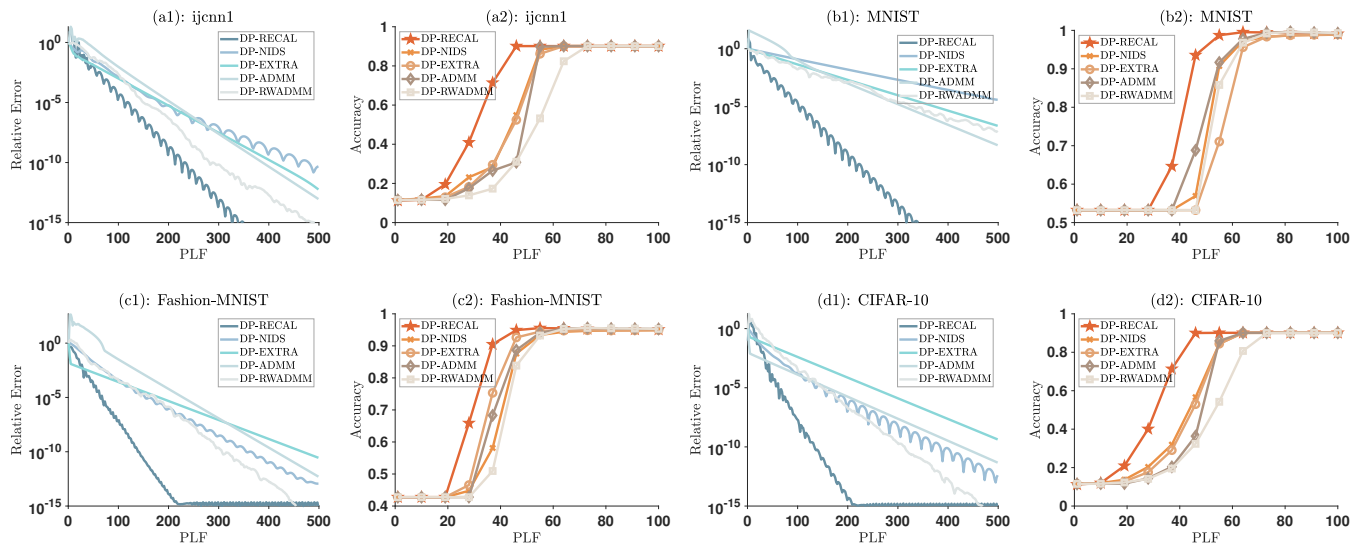 (a1): ijcnn1
Relative Error
10^0
10^-5
10^-10
10^-15
0 100 200 300 400 500
PLF
DP-RECAL
DP-NIDS
DP-EXTRA
DP-ADMM
DP-RWADMM
(a2): ijcnn1
Accuracy
1
0.8
0.6
0.4
0.2
0
0 20 40 60 80 100
PLF
DP-RECAL
DP-NIDS
DP-EXTRA
DP-ADMM
DP-RWADMM
(b1): MNIST
Relative Error
10^0
10^-5
10^-10
10^-15
0 100 200 300 400 500
PLF
DP-RECAL
DP-NIDS
DP-EXTRA
DP-ADMM
DP-RWADMM
(b2): MNIST
Accuracy
1
0.9
0.8
0.7
0.6
0.5
0 20 40 60 80 100
PLF
DP-RECAL
DP-NIDS
DP-EXTRA
DP-ADMM
DP-RWADMM
(c1): Fashion-MNIST
Relative Error
10^0
10^-5
10^-10
10^-15
0 100 200 300 400 500
PLF
DP-RECAL
DP-NIDS
DP-EXTRA
DP-ADMM
DP-RWADMM
(c2): Fashion-MNIST
Accuracy
1
0.9
0.8
0.7
0.6
0.5
0.4
0 20 40 60 80 100
PLF
DP-RECAL
DP-NIDS
DP-EXTRA
DP-ADMM
DP-RWADMM
(d1): CIFAR-10
Relative Error
10^0
10^-5
10^-10
10^-15
0 100 200 300 400 500
PLF
DP-RECAL
DP-NIDS
DP-EXTRA
DP-ADMM
DP-RWADMM
(d2): CIFAR-10
Accuracy
1
0.8
0.6
0.4
0.2
0
0 20 40 60 80 100
PLF
DP-RECAL
DP-NIDS
DP-EXTRA
DP-ADMM
DP-RWADMM